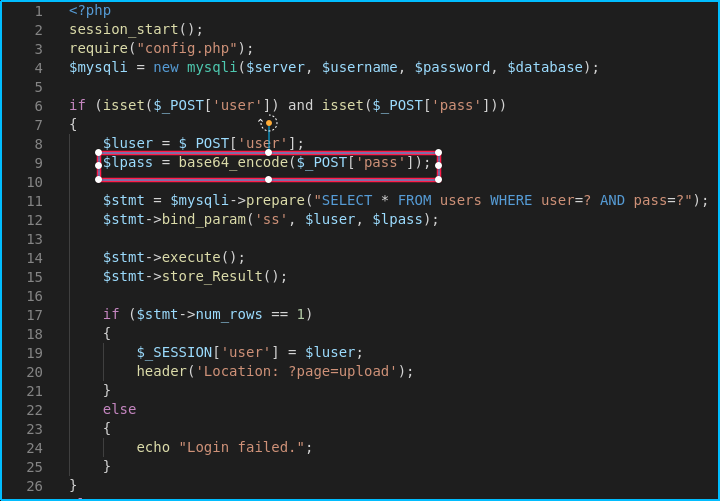 1 <?php
2 session_start();
3 require("config.php");
4 $mysqli = new mysqli($server, $username, $password, $database);
5
6 if (isset($_POST['user']) and isset($_POST['pass']))
7 {
8 $luser = $_POST['user'];
9 $lpass = base64_encode($_POST['pass']);
10
11 $stmt = $mysqli->prepare("SELECT * FROM users WHERE user=? AND pass=?");
12 $stmt->bind_param('ss', $luser, $lpass);
13
14 $stmt->execute();
15 $stmt->store_Result();
16
17 if ($stmt->num_rows == 1)
18 {
19 $_SESSION['user'] = $luser;
20 header('Location: ?page=upload');
21 }
22 else
23 {
24 echo "Login failed.";
25 }
26 }